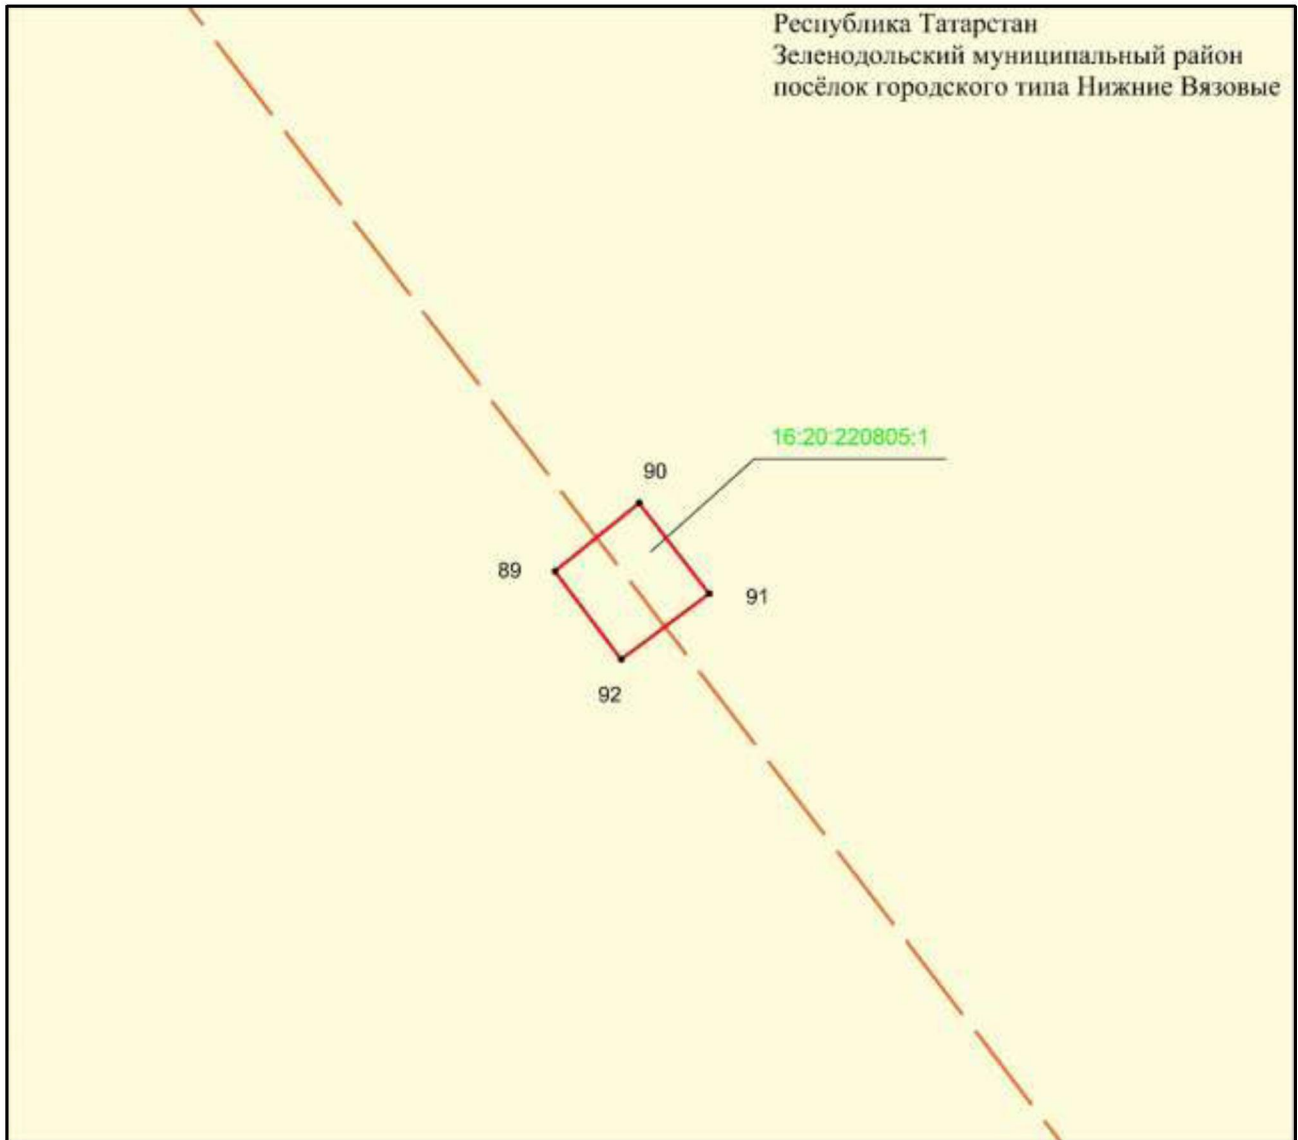 Республика Татарстан
Зеленодольский муниципальный район
посёлок городского типа Нижние Вязовые
16:20:220805:1
90
89
91
92